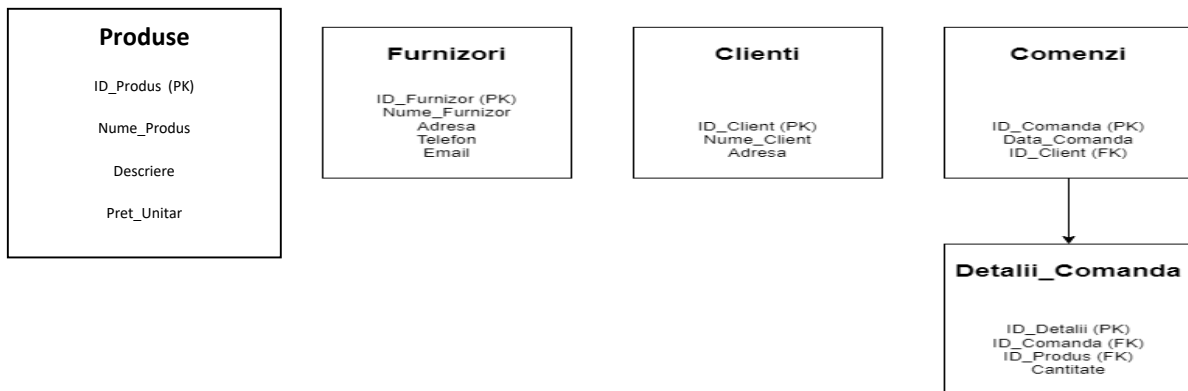 Produse
ID_Produs (PK)
Nume_Produs
Descriere
Pret_Unitar
Furnizori
ID_Furnizor (PK)
Nume_Furnizor
Adresa
Telefon
Email
Clienti
ID_Client (PK)
Nume_Client
Adresa
Comenzi
ID_Comanda (PK)
Data_Comanda
ID_Client (FK)
Detalii_Comanda
ID_Detalii (PK)
ID_Comanda (FK)
ID_Produs (FK)
Cantitate